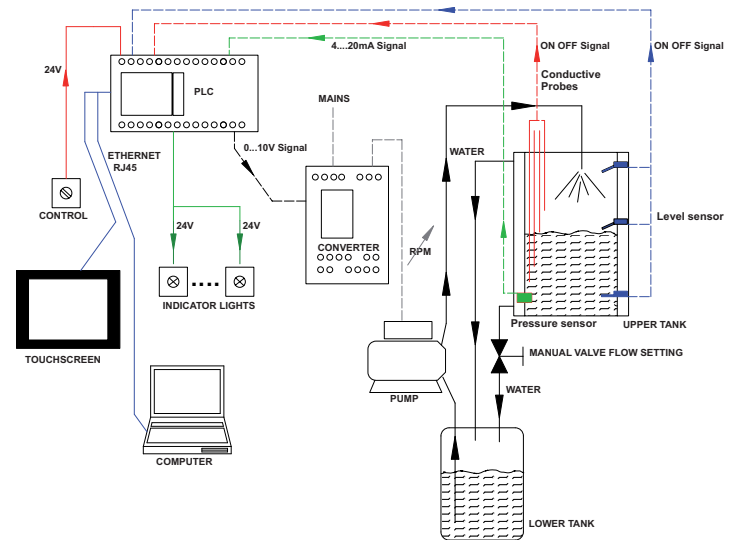 4....20mA Signal
ON OFF Signal
ON OFF Signal
24V
Conductive
Probes
PLC
MAINS
0...10V Signal
ETHERNET
RJ45
WATER
CONTROL
24V
24V
CONVERTER
RPM
Level sensor
INDICATOR LIGHTS
Pressure sensor
UPPER TANK
TOUCHSCREEN
MANUAL VALVE FLOW SETTING
PUMP
WATER
COMPUTER
LOWER TANK